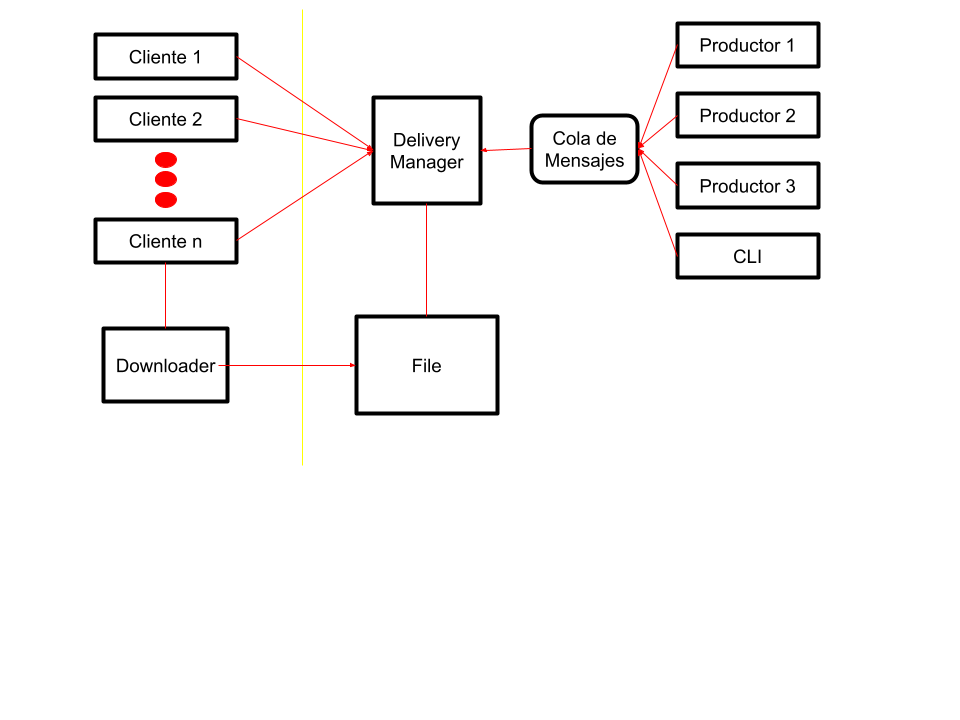 Cliente 1
Cliente 2
Cliente n
Downloader
Delivery
Manager
File
Cola de
Mensajes
Productor 1
Productor 2
Productor 3
CLI